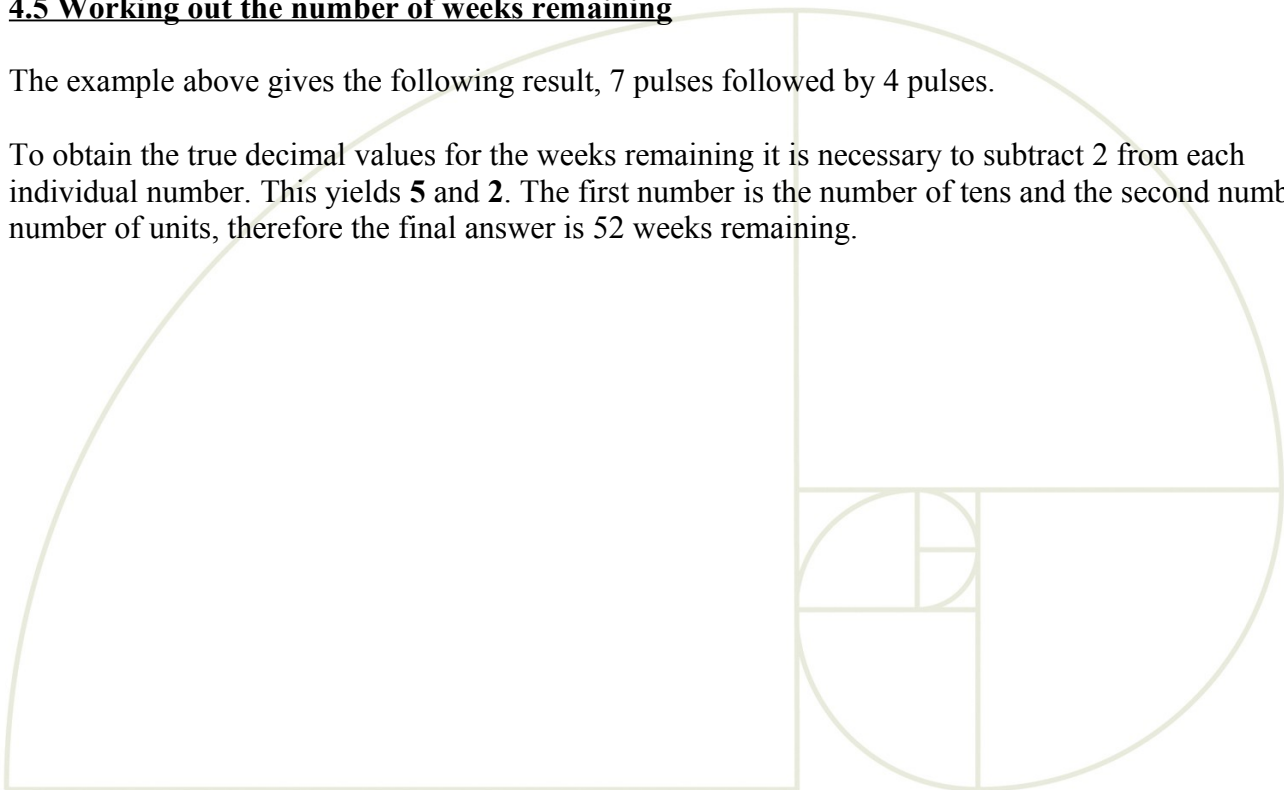 4.5 Working out the number of weeks remaining
The example above gives the following result, 7 pulses followed by 4 pulses.
To obtain the true decimal values for the weeks remaining it is necessary to subtract 2 from each
individual number. This yields 5 and 2. The first number is the number of tens and the second numb
number of units, therefore the final answer is 52 weeks remaining.